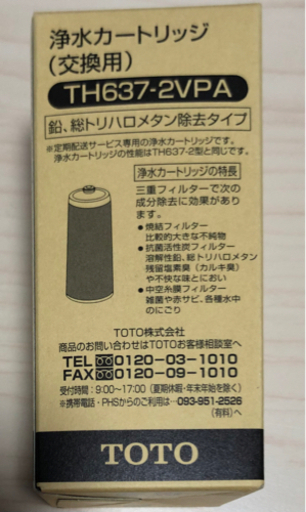 浄水カートリッジ
(交換用)
TH637-2VPA
鉛、総トリハロメタン除去タイプ
※定期配送サービス専用の浄水カートリッジです。
浄水カートリッジの性能はTH637-2型と同じです。
浄水カートリッジの特長
三重フィルターで次の
成分除去に効果があり
ます。
●焼結フィルター
比較的大きな不純物
●抗菌活性炭フィルター
溶解性鉛、総トリハロメタン
残留塩素臭(カルキ臭)
や不快な味とにおい
●中空糸膜フィルター
雑菌や赤サビ、各種水中
のにごり
TOTO株式会社
商品のお問い合わせはTOTOお客様相談室へ
TEL 0120-03-1010
FAX 0120-09-1010
受付時間:9:00~17:00(夏期休暇・年末年始を除く)
※携帯電話・PHSからのご利用は…093-951-2526
(有料)へ
TOTO